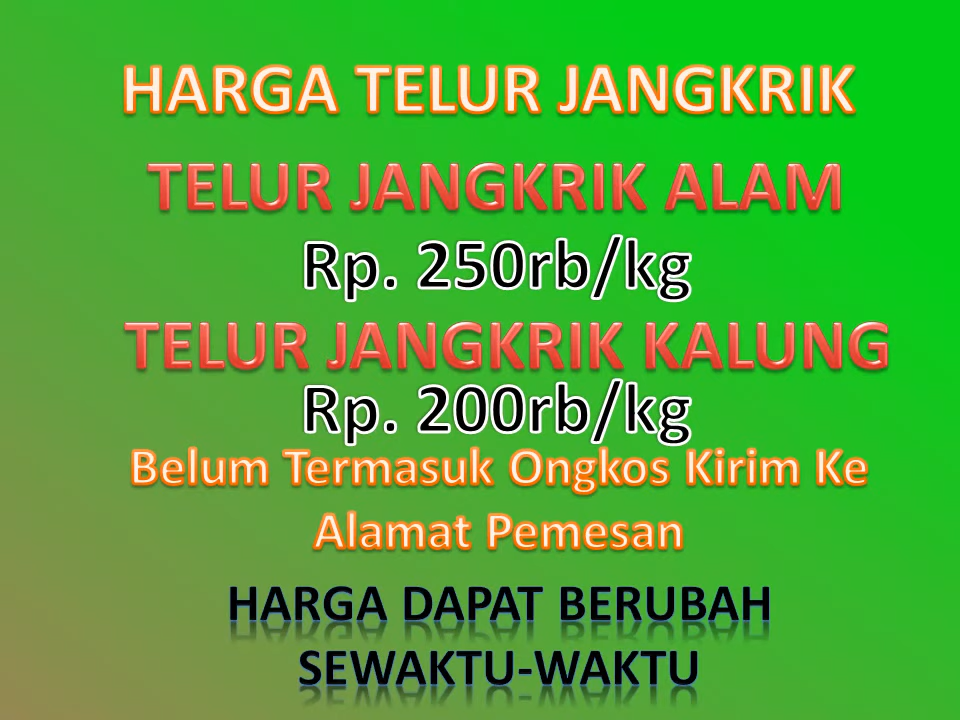 HARGA TELUR JANGKRIK
TELUR JANGKRIK ALAM
Rp. 250rb/kg
TELUR JANGKRIK KALUNG
Rp. 200rb/kg
Belum Termasuk Ongkos Kirim Ke
Alamat Pemesan
HARGA DAPAT BERUBAH
SEWAKTU-WAKTU